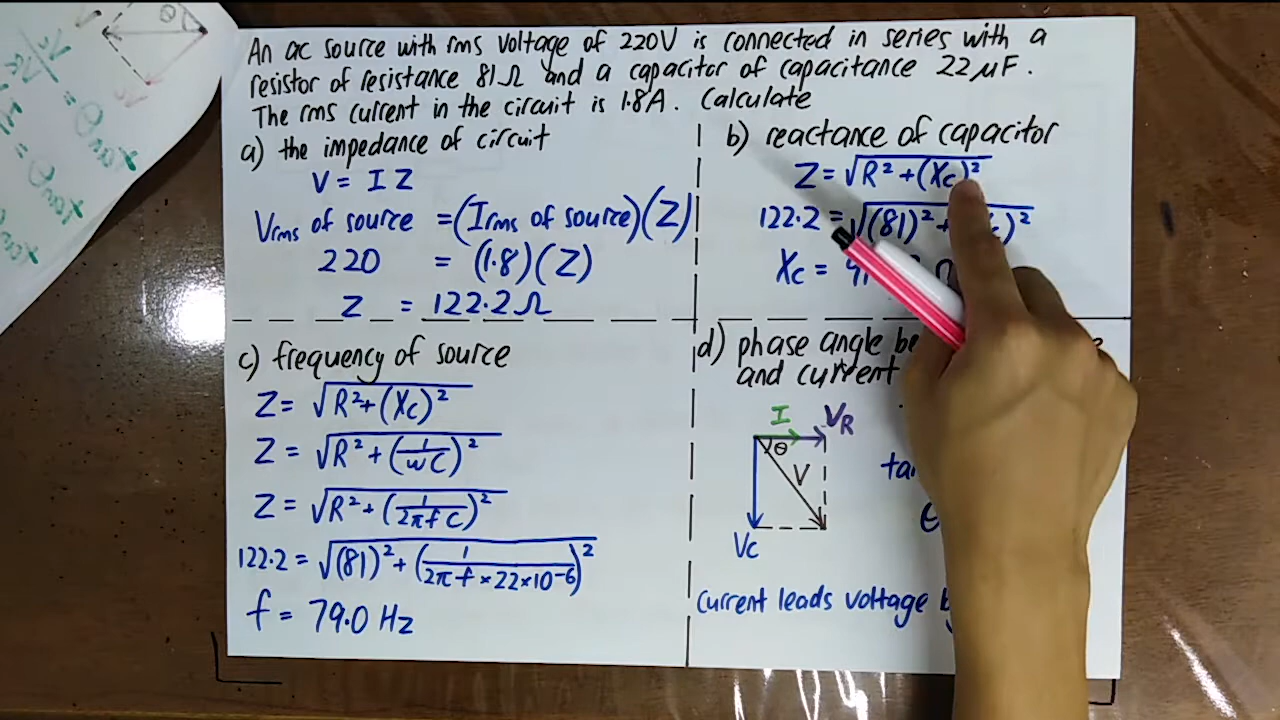 An ac source with rms voltage of 220V is connected in series with a
resistor of resistance 81Ω and a capacitor of capacitance 22μF.
The rms current in the circuit is 1.8A. Calculate
a) the impedance of circuit
V = I Z
Vrms of source = (Irms of source)(Z)
220 = (1.8)(Z)
Z = 122.2Ω
b) reactance of capacitor
Z = √R² + (Xc)²
122.2 = √(81)² +
Xc =
c) frequency of source
Z = √R² + (Xc)²
Z = √R² + (1/ωC)²
Z = √R² + (1/2πfC)²
122.2 = √(81)² + (1/2πf × 22×10⁻⁶)²
f = 79.0 Hz
d) phase angle
and current
I VR
θ
V
Vc
current leads voltage